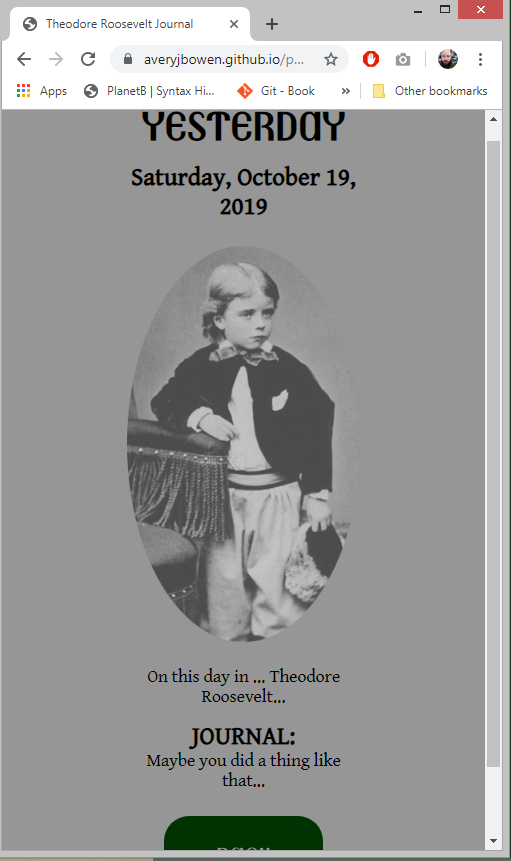 Theodore Roosevelt Journal
averyjbowen.github.io/p...
Apps PlanetB | Syntax Hi... Git - Book » Other bookmarks
YESTERDAY
Saturday, October 19,
2019
On this day in ... Theodore
Roosevelt...
JOURNAL:
Maybe you did a thing like
that...